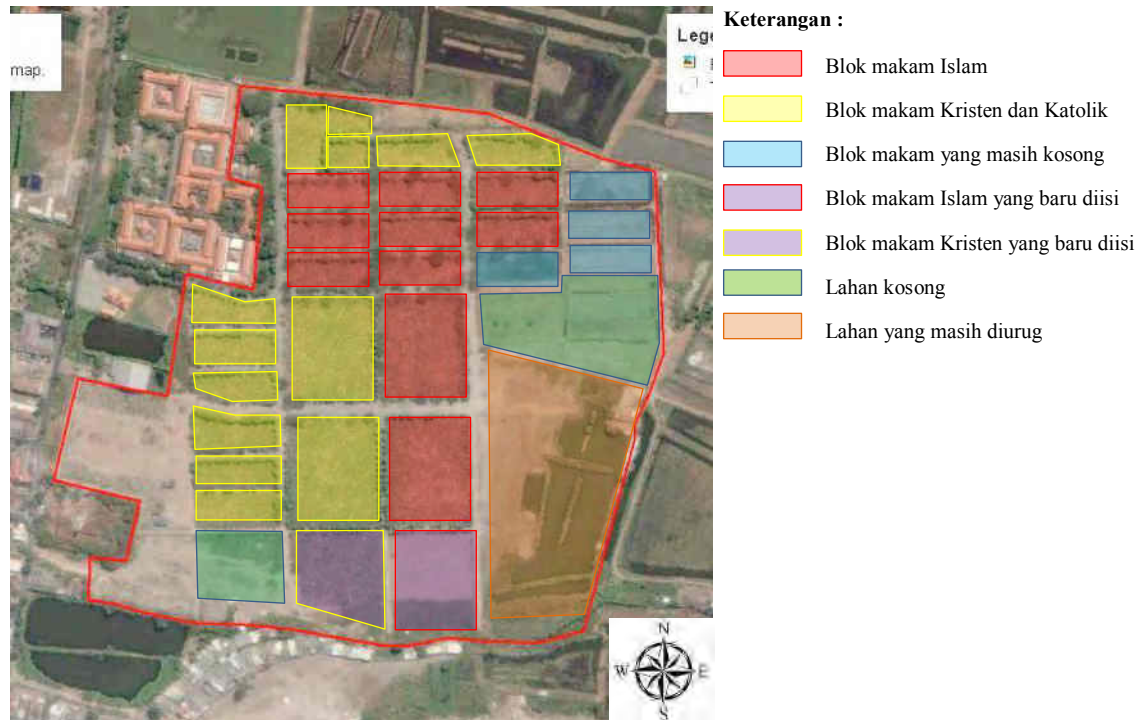 map.
Lege
Keterangan :
Blok makam Islam
Blok makam Kristen dan Katolik
Blok makam yang masih kosong
Blok makam Islam yang baru diisi
Blok makam Kristen yang baru diisi
Lahan kosong
Lahan yang masih diurug
N
W E
S